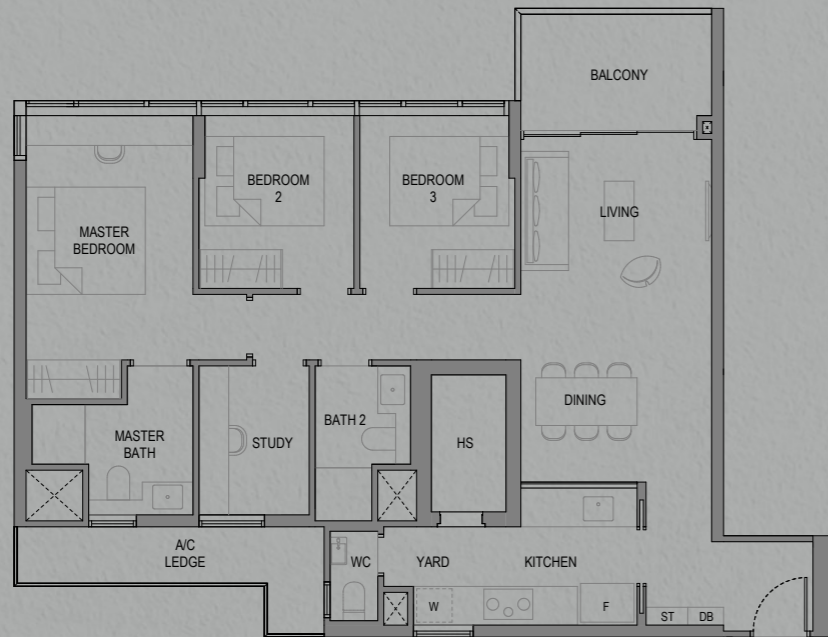 BALCONY
BEDROOM
2
BEDROOM
3
LIVING
MASTER
BEDROOM
DINING
MASTER
BATH
STUDY
BATH 2
HS
A/C
LEDGE
WC
YARD
KITCHEN
W
F
ST
DB